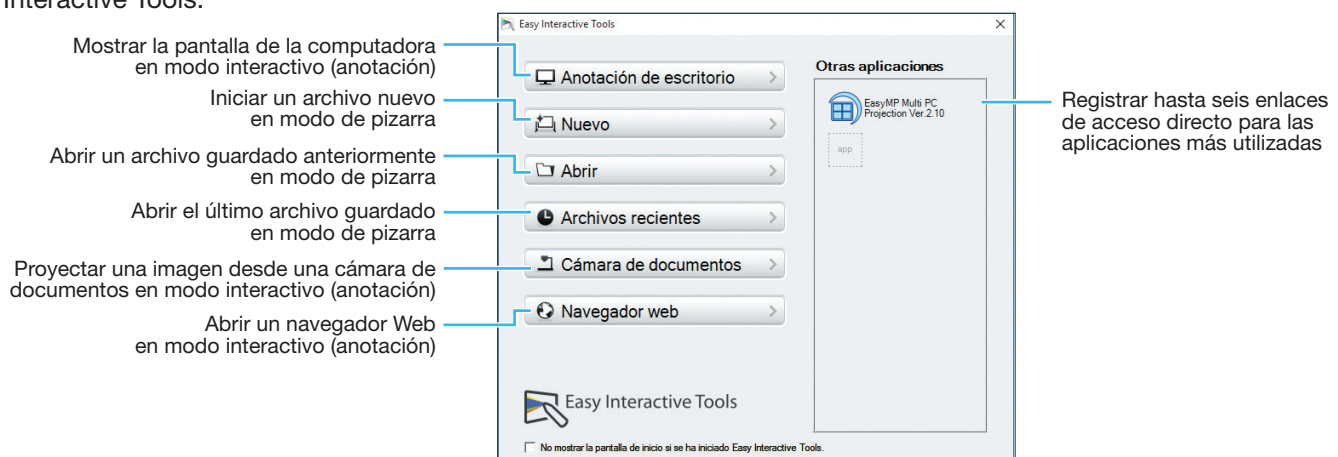 Interactive Tools.
Easy Interactive Tools
Mostrar la pantalla de la computadora
en modo interactivo (anotación)
Iniciar un archivo nuevo
en modo de pizarra
Abrir un archivo guardado anteriormente
en modo de pizarra
Abrir el último archivo guardado
en modo de pizarra
Proyectar una imagen desde una cámara de
documentos en modo interactivo (anotación)
Abrir un navegador Web
en modo interactivo (anotación)
Anotación de escritorio
Nuevo
Abrir
Archivos recientes
Cámara de documentos
Navegador web
Otras aplicaciones
EasyMP Multi PC
Projection Ver.2.10
app
Registrar hasta seis enlaces
de acceso directo para las
aplicaciones más utilizadas
Easy Interactive Tools
No mostrar la pantalla de inicio si se ha iniciado Easy Interactive Tools.